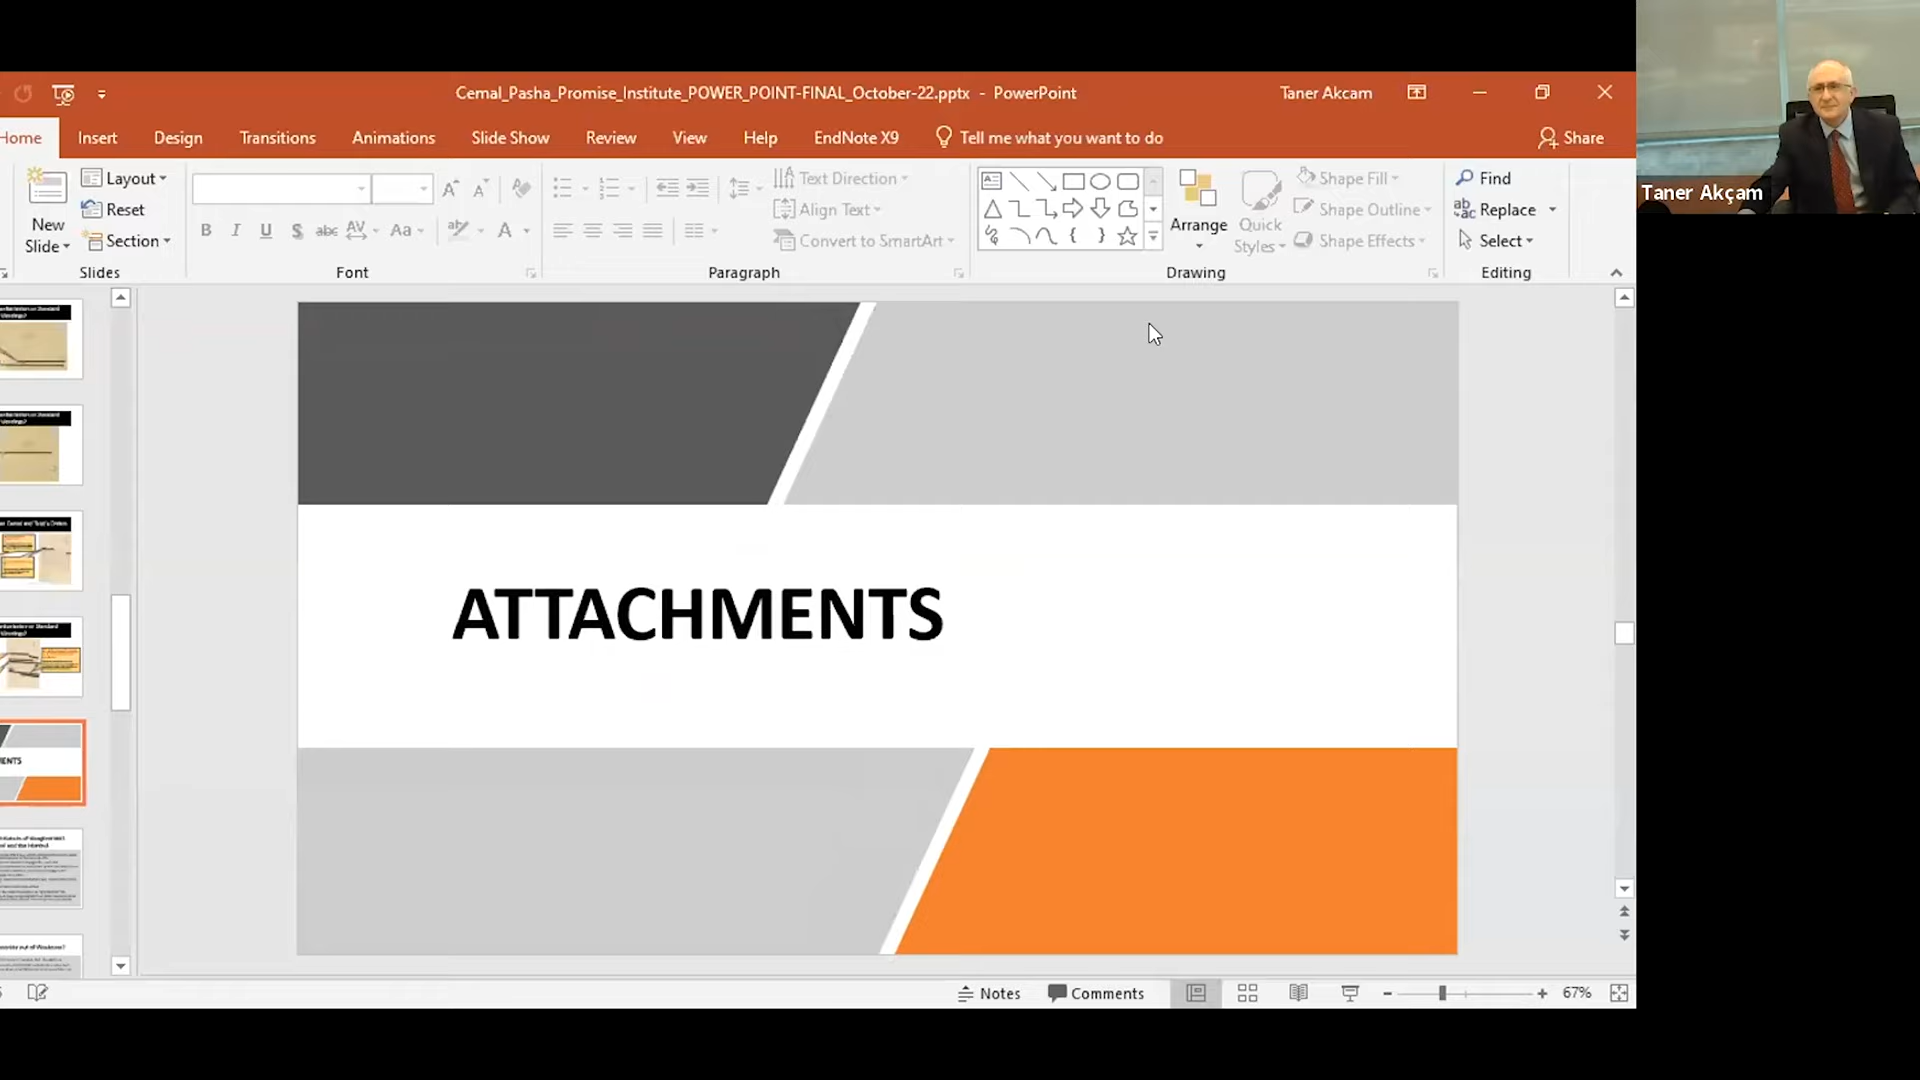 Cemal_Pasha_Promise_Institute_POWER_POINT-FINAL_October-22.pptx - PowerPoint
Taner Akcam
Home Insert Design Transitions Animations Slide Show Review View Help EndNote X9 Tell me what you want to do Share
New Slide
Layout
Reset
Section
Slides
B I U S abc AV Aa A
Font
Paragraph
Text Direction
Align Text
Convert to SmartArt
Arrange
Quick Styles
Shape Fill
Shape Outline
Shape Effects
Drawing
Find
Replace
Select
Editing
Taner Akçam
ATTACHMENTS
Notes Comments 67%